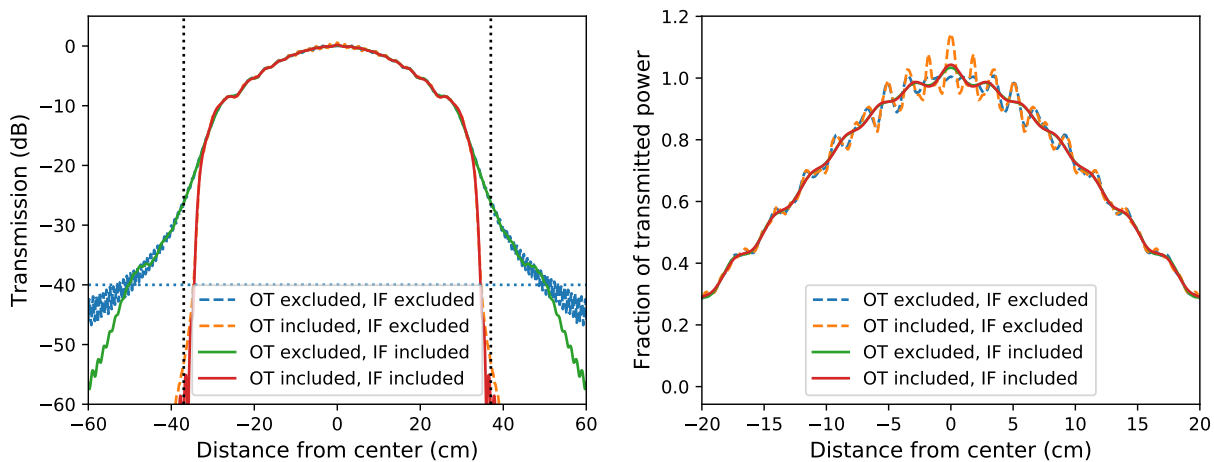 Transmission (dB)
0
−10
−20
−30
−40
−50
−60
OT excluded, IF excluded
OT included, IF excluded
OT excluded, IF included
OT included, IF included
−60
−40
−20
0
20
40
60
Distance from center (cm)
Fraction of transmitted power
1.2
1.0
0.8
0.6
0.4
0.2
0.0
OT excluded, IF excluded
OT included, IF excluded
OT excluded, IF included
OT included, IF included
−20
−15
−10
−5
0
5
10
15
20
Distance from center (cm)